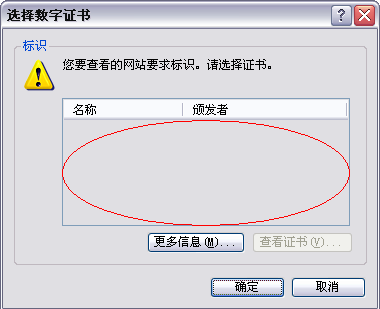 选择数字证书
标识
您要查看的网站要求标识。请选择证书。
名称 颁发者
更多信息(M)... 查看证书(V)...
确定 取消